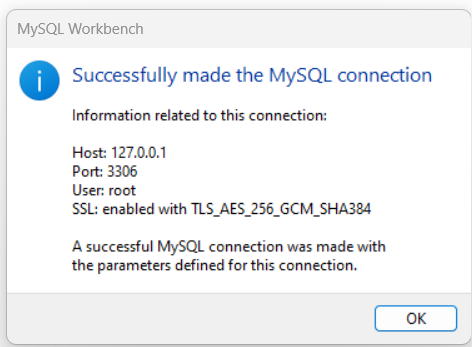 MySQL Workbench
Successfully made the MySQL connection
Information related to this connection:
Host: 127.0.0.1
Port: 3306
User: root
SSL: enabled with TLS_AES_256_GCM_SHA384
A successful MySQL connection was made with
the parameters defined for this connection.
OK